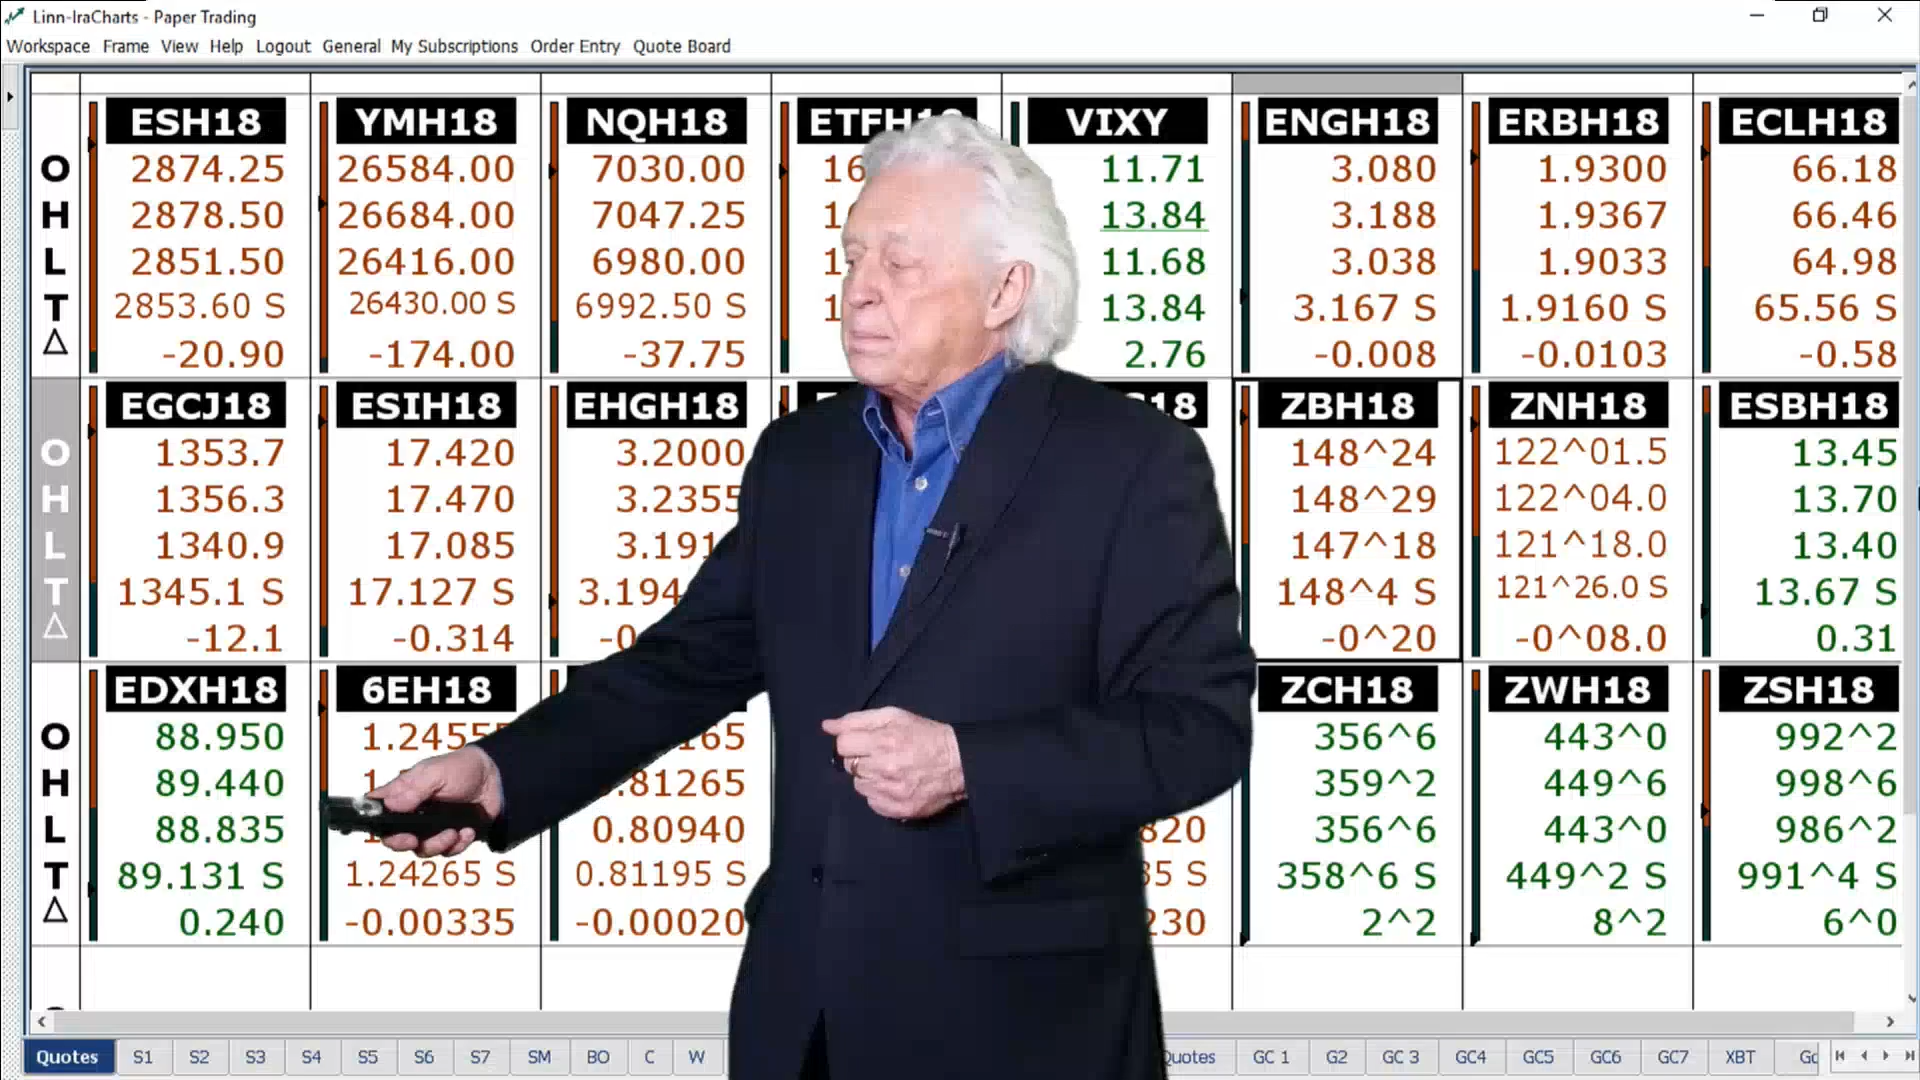 Linn-IraCharts - Paper Trading
Workspace Frame View Help Logout General My Subscriptions Order Entry Quote Board
ESH18 YMH18 NQH18 VIXY ENGH18 ERBH18 ECLH18
O 2874.25 26584.00 7030.00 11.71 3.080 1.9300 66.18
H 2878.50 26684.00 7047.25 13.84 3.188 1.9367 66.46
L 2851.50 26416.00 6980.00 11.68 3.038 1.9033 64.98
T 2853.60 S 26430.00 S 6992.50 S 13.84 3.167 S 1.9160 S 65.56 S
△ -20.90 -174.00 -37.75 2.76 -0.008 -0.0103 -0.58
EGCJ18 ESIH18 EHGH18 ZBH18 ZNH18 ESBH18
O 1353.7 17.420 3.2000 148^24 122^01.5 13.45
H 1356.3 17.470 3.2355 148^29 122^04.0 13.70
L 1340.9 17.085 147^18 121^18.0 13.40
T 1345.1 S 17.127 S 148^4 S 121^26.0 S 13.67 S
△ -12.1 -0.314 -0^20 -0^08.0 0.31
EDXH18 6EH18 ZCH18 ZWH18 ZSH18
O 88.950 356^6 443^0 992^2
H 89.440 359^2 449^6 998^6
L 88.835 0.80940 356^6 443^0 986^2
T 89.131 S 1.24265 S 0.81195 S 358^6 S 449^2 S 991^4 S
△ 0.240 -0.00335 -0.00020 2^2 8^2 6^0
Quotes S1 S2 S3 S4 S5 S6 S7 SM BO C W GC 1 G2 GC 3 GC4 GC5 GC6 GC7 XBT